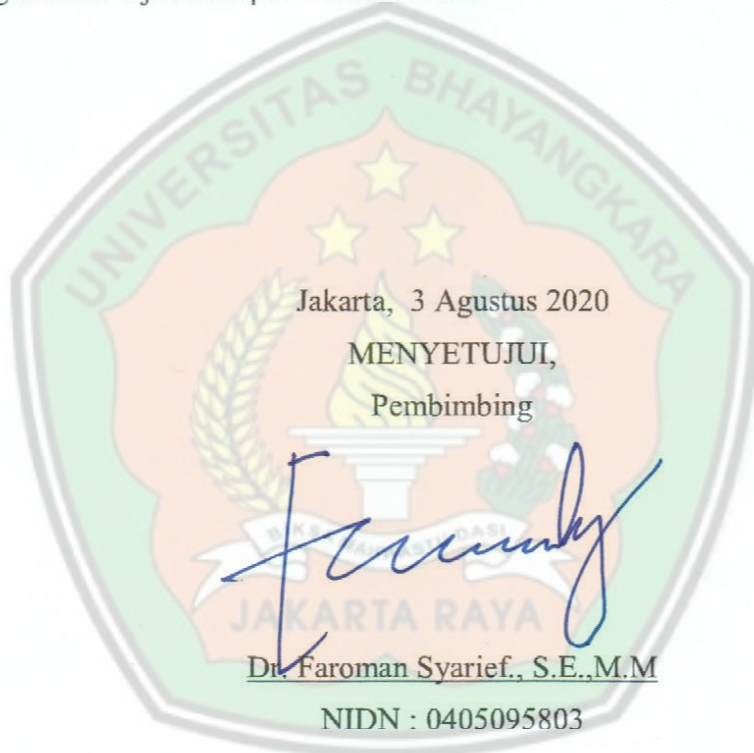 UNIVERSITAS BHAYANGKARA
Jakarta, 3 Agustus 2020
MENYETUJUI,
Pembimbing
JAKARTA RAYA
Dr. Faroman Syarief., S.E.,M.M
NIDN : 0405095803